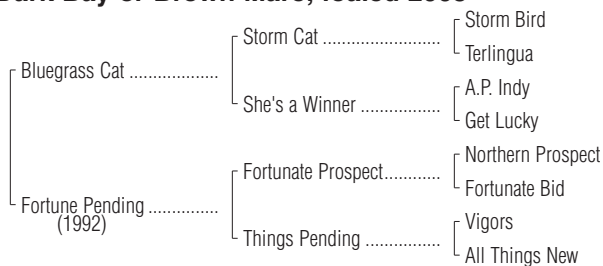 Dark Bay or Brown Mare; foaled 2008
Storm Bird
Storm Cat ........................
Terlingua
Bluegrass Cat ..................
A.P. Indy
She's a Winner ................
Get Lucky
Northern Prospect
Fortunate Prospect............
Fortunate Bid
Fortune Pending ..............
(1992)
Vigors
Things Pending ...............
All Things New